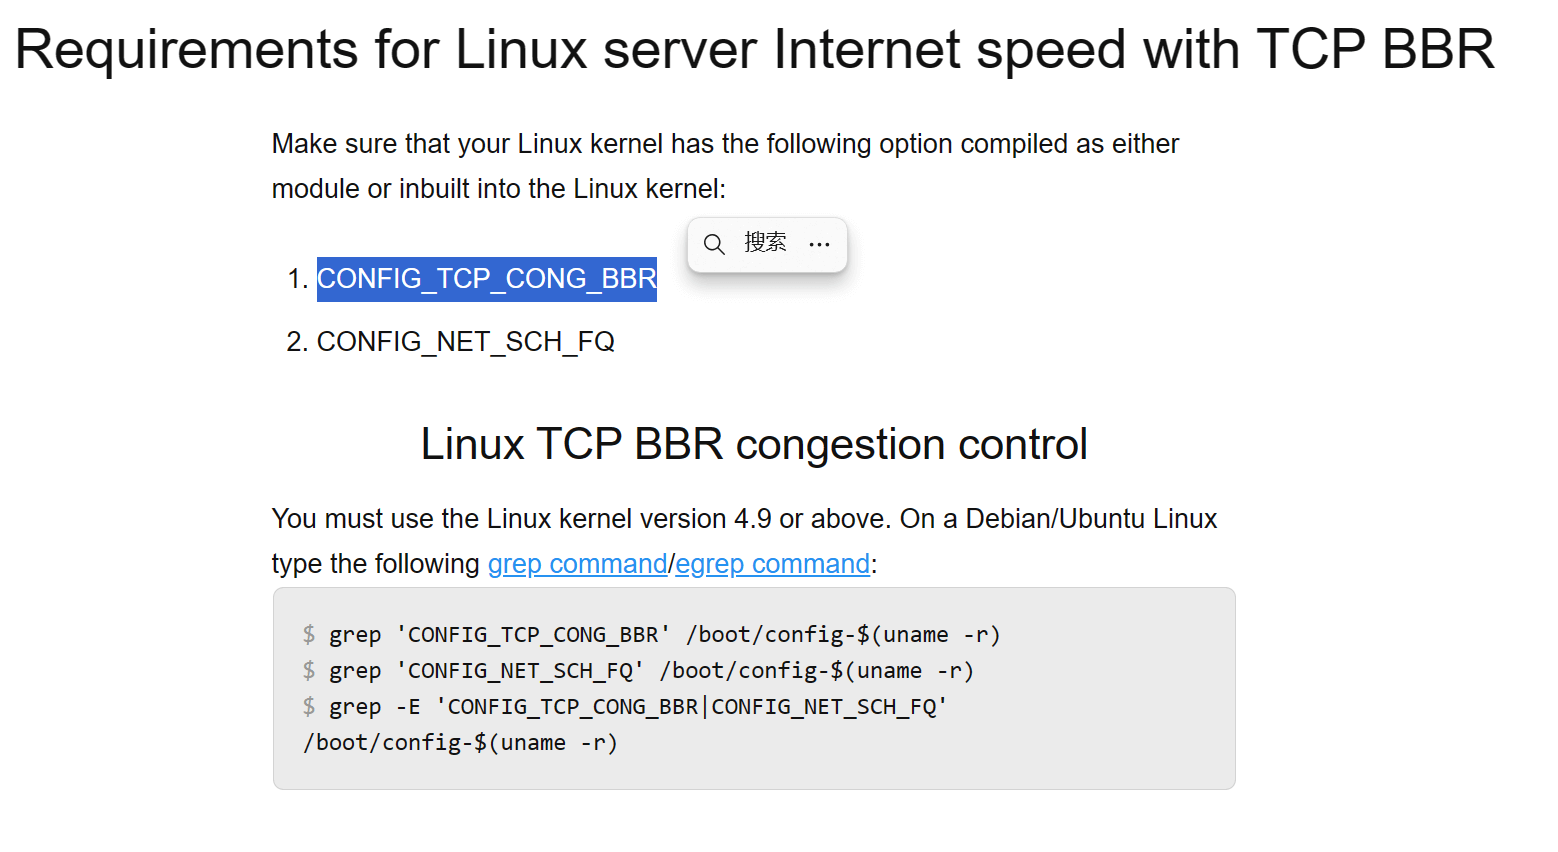 Requirements for Linux server Internet speed with TCP BBR
Make sure that your Linux kernel has the following option compiled as either
module or inbuilt into the Linux kernel:
搜索 ···
1. CONFIG_TCP_CONG_BBR
2. CONFIG_NET_SCH_FQ
Linux TCP BBR congestion control
You must use the Linux kernel version 4.9 or above. On a Debian/Ubuntu Linux
type the following grep command/egrep command:
$ grep 'CONFIG_TCP_CONG_BBR' /boot/config-$(uname -r)
$ grep 'CONFIG_NET_SCH_FQ' /boot/config-$(uname -r)
$ grep -E 'CONFIG_TCP_CONG_BBR|CONFIG_NET_SCH_FQ'
/boot/config-$(uname -r)